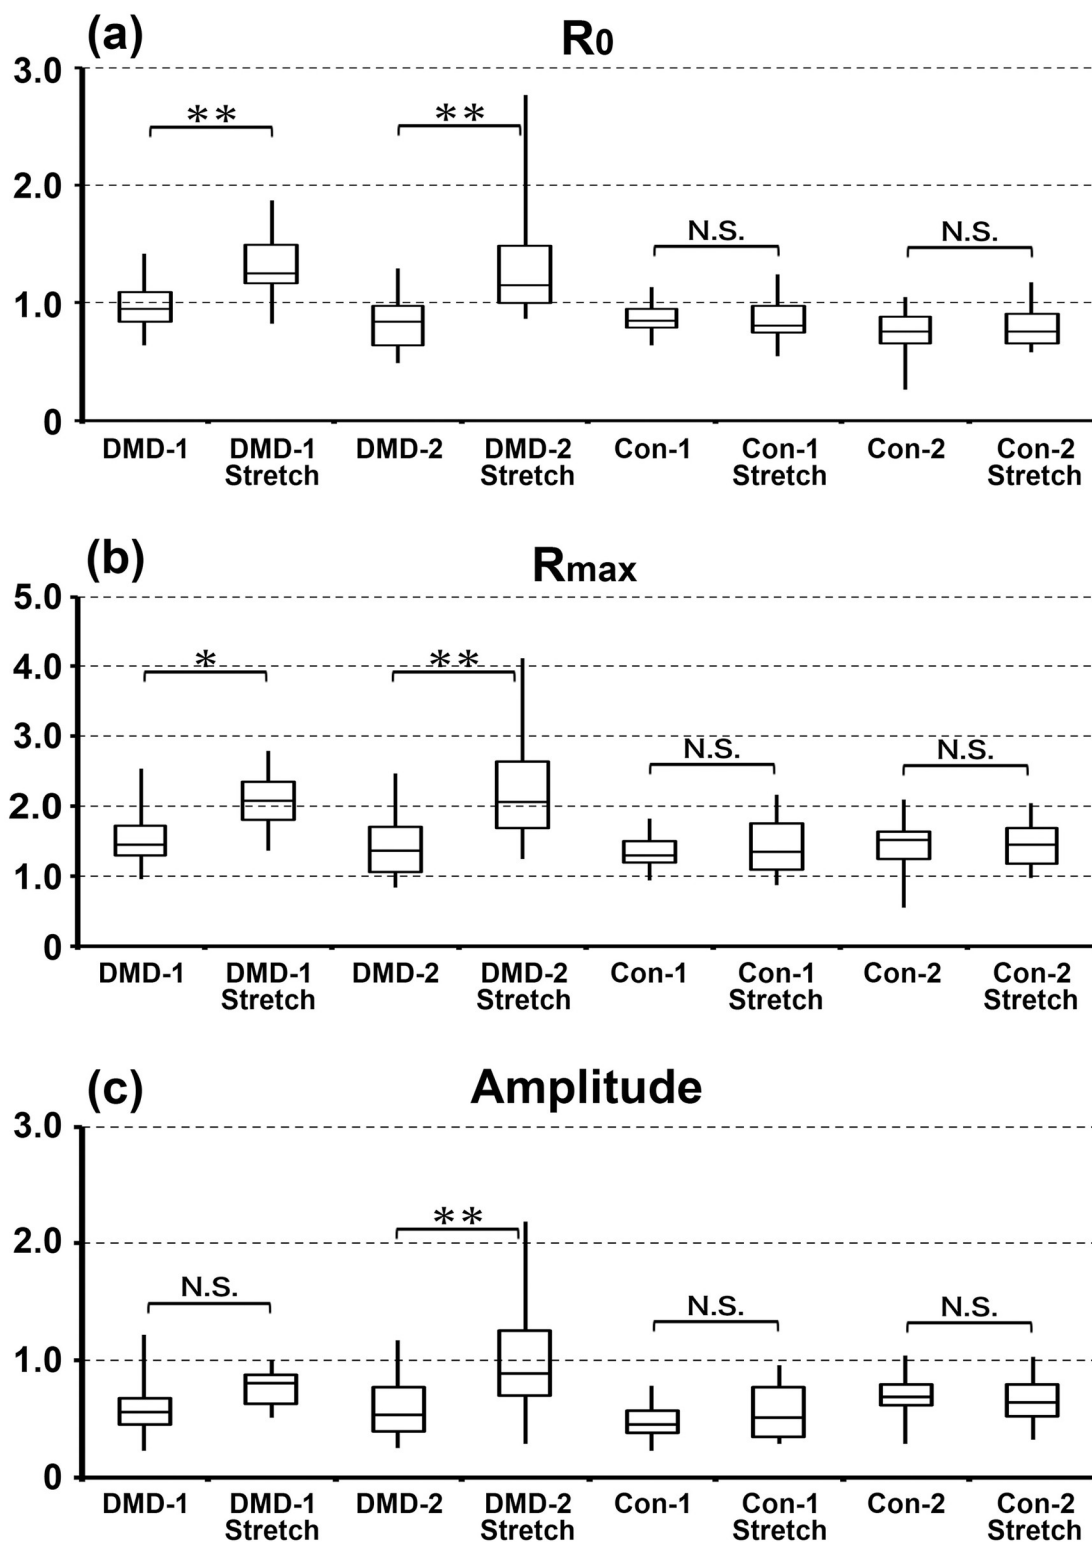 (a)
R0
3.0
** **
2.0
N.S. N.S.
1.0
0
DMD-1 DMD-1 DMD-2 DMD-2 Con-1 Con-1 Con-2 Con-2
Stretch Stretch Stretch Stretch
(b)
Rmax
5.0
* **
4.0
3.0
N.S. N.S.
2.0
1.0
0
DMD-1 DMD-1 DMD-2 DMD-2 Con-1 Con-1 Con-2 Con-2
Stretch Stretch Stretch Stretch
(c) Amplitude
3.0
**
2.0
N.S. N.S. N.S.
1.0
0
DMD-1 DMD-1 DMD-2 DMD-2 Con-1 Con-1 Con-2 Con-2
Stretch Stretch Stretch Stretch